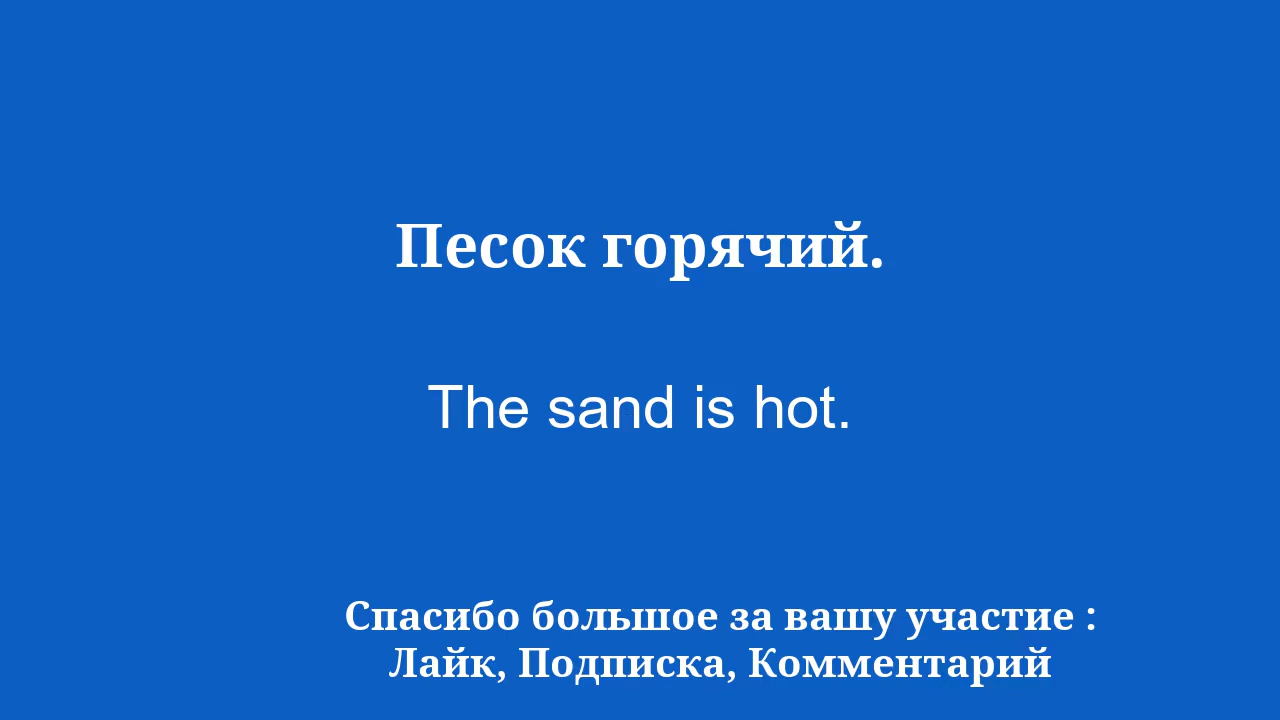 Песок горячий.
The sand is hot.
Спасибо большое за вашу участие :
Лайк, Подписка, Комментарий